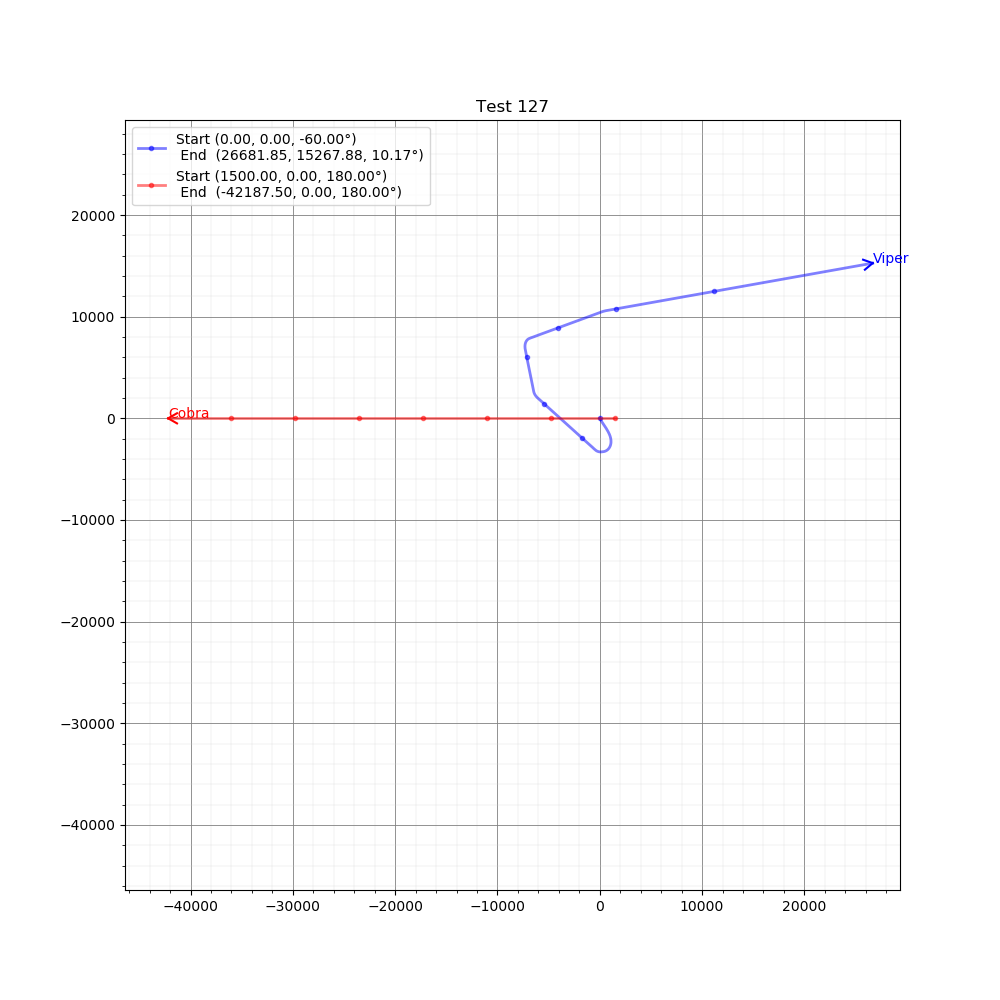 Test 127
Start (0.00, 0.00, -60.00°)
End  (26681.85, 15267.88, 10.17°)
Start (1500.00, 0.00, 180.00°)
End  (-42187.50, 0.00, 180.00°)
20000
10000
0
−10000
−20000
−30000
−40000
Viper
Cobra
−40000
−30000
−20000
−10000
0
10000
20000